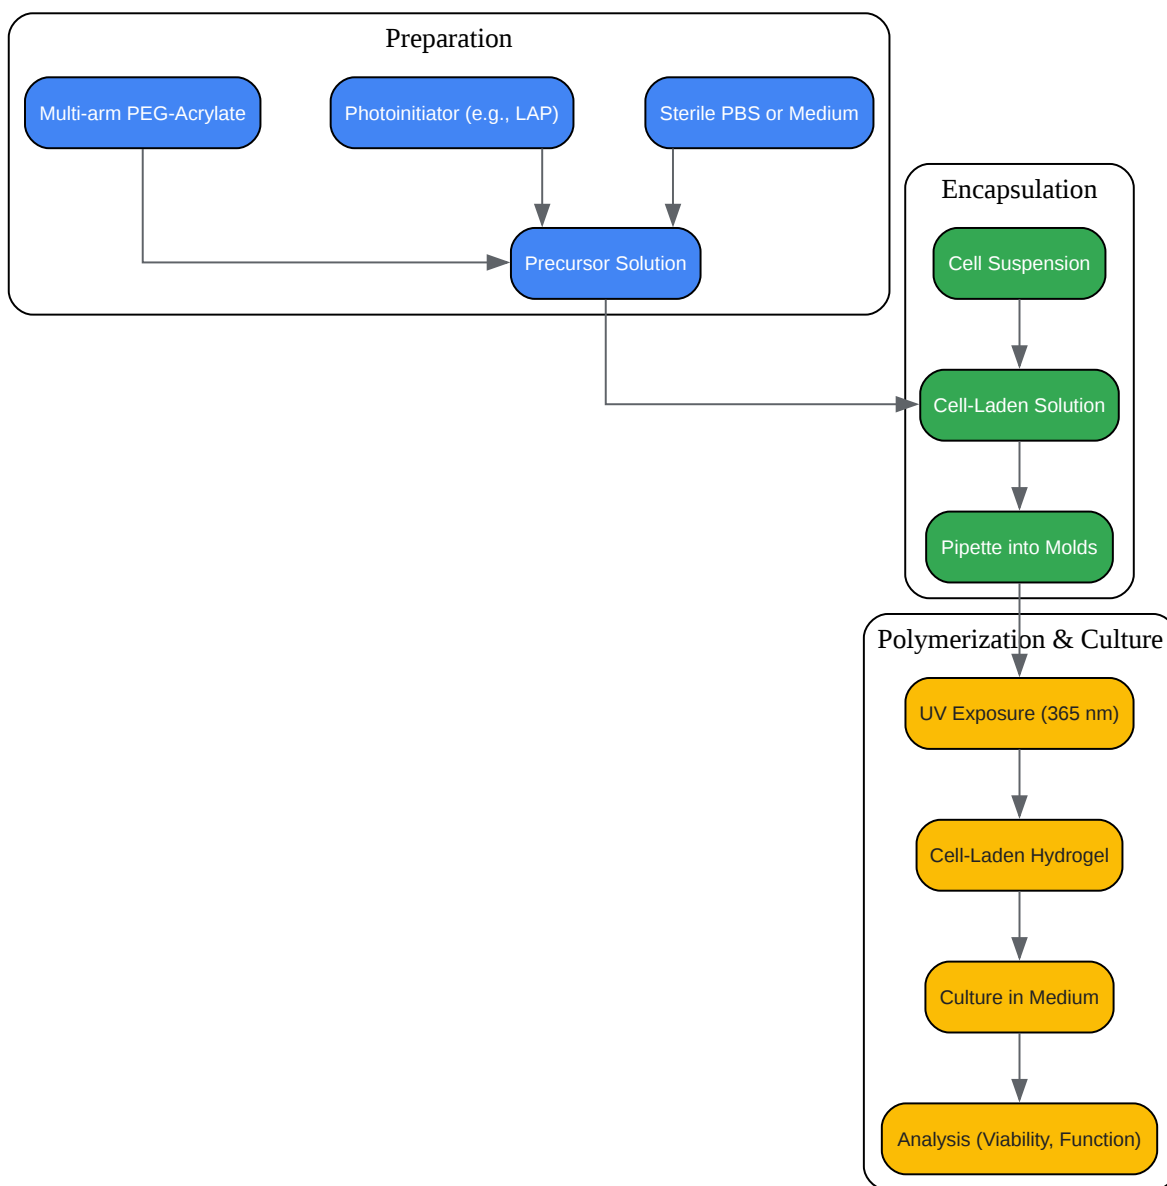 Preparation
Multi-arm PEG-Acrylate
Photoinitiator (e.g., LAP)
Sterile PBS or Medium
Precursor Solution
Encapsulation
Cell Suspension
Cell-Laden Solution
Pipette into Molds
Polymerization & Culture
UV Exposure (365 nm)
Cell-Laden Hydrogel
Culture in Medium
Analysis (Viability, Function)